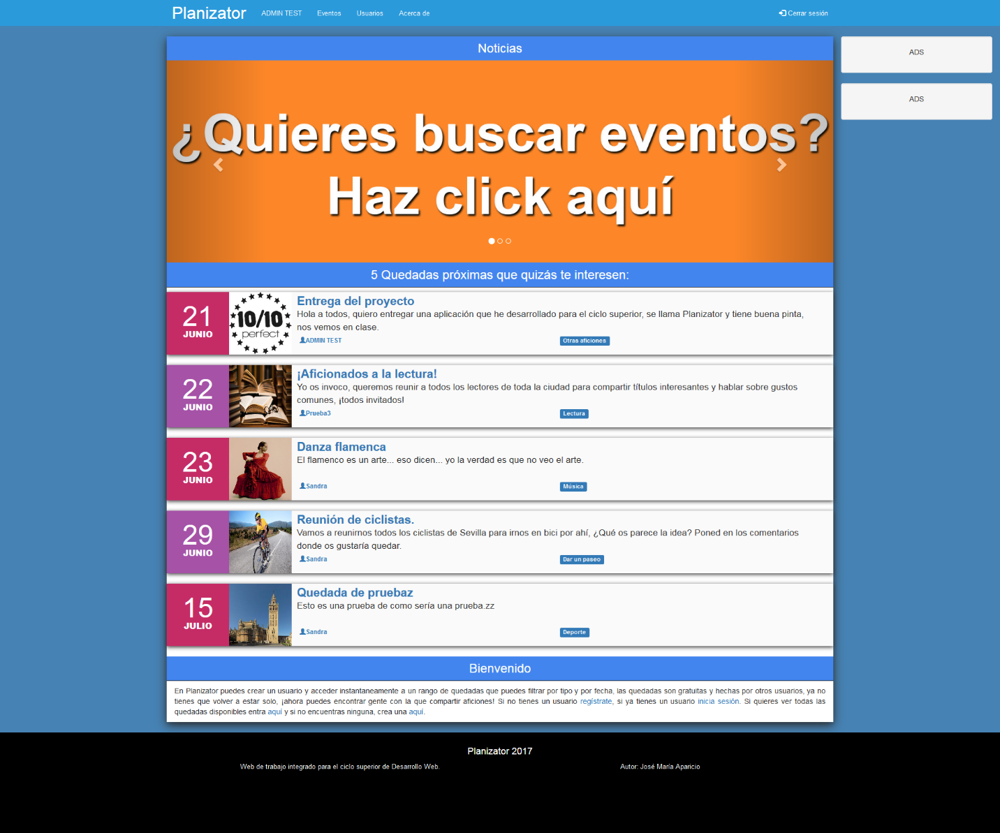 Planizator
ADMIN TEST
Eventos
Usuarios
Acerca de
Cerrar sesión
Noticias
ADS
ADS
¿Quieres buscar eventos?
Haz click aquí
5 Quedadas próximas que quizás te interesen:
21
JUNIO
10/10
perfect
Entrega del proyecto
Hola a todos, quiero entregar una aplicación que he desarrollado para el ciclo superior, se llama Planizator y tiene buena pinta,
nos vemos en clase.
ADMIN TEST
Otras aficiones
22
JUNIO
¡Aficionados a la lectura!
Yo os invoco, queremos reunir a todos los lectores de toda la ciudad para compartir títulos interesantes y hablar sobre gustos
comunes, ¡todos invitados!
Prueba3
Lectura
23
JUNIO
Danza flamenca
El flamenco es un arte... eso dicen... yo la verdad es que no veo el arte.
Sandra
Música
29
JUNIO
Reunión de ciclistas.
Vamos a reunirnos todos los ciclistas de Sevilla para irnos en bici por ahí, ¿Qué os parece la idea? Poned en los comentarios
donde os gustaría quedar.
Sandra
Dar un paseo
15
JULIO
Quedada de pruebaz
Esto es una prueba de como sería una prueba.zz
Sandra
Deporte
Bienvenido
En Planizator puedes crear un usuario y acceder instantaneamente a un rango de quedadas que puedes filtrar por tipo y por fecha, las quedadas son gratuitas y hechas por otros usuarios, ya no
tienes que volver a estar solo, ¡ahora puedes encontrar gente con la que compartir aficiones! Si no tienes un usuario regístrate, si ya tienes un usuario inicia sesión. Si quieres ver todas las
quedadas disponibles entra aquí y si no encuentras ninguna, crea una aquí.
Planizator 2017
Web de trabajo integrado para el ciclo superior de Desarrollo Web.
Autor: José María Aparicio